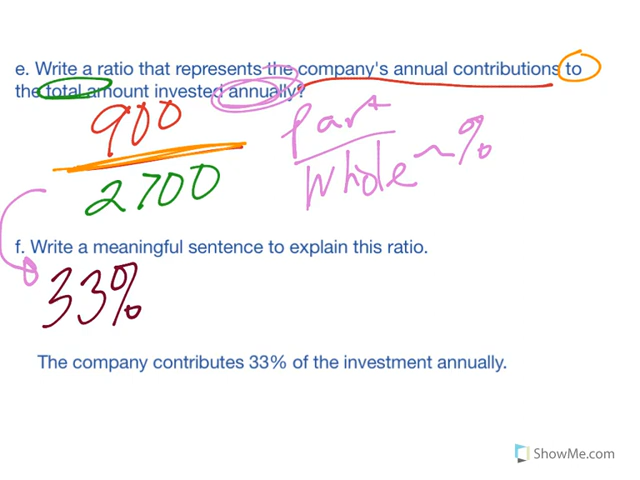 e. Write a ratio that represents the company's annual contributions to
the total amount invested annually?
900
2700
Part
Whole ~ %
f. Write a meaningful sentence to explain this ratio.
33%
The company contributes 33% of the investment annually.
ShowMe.com